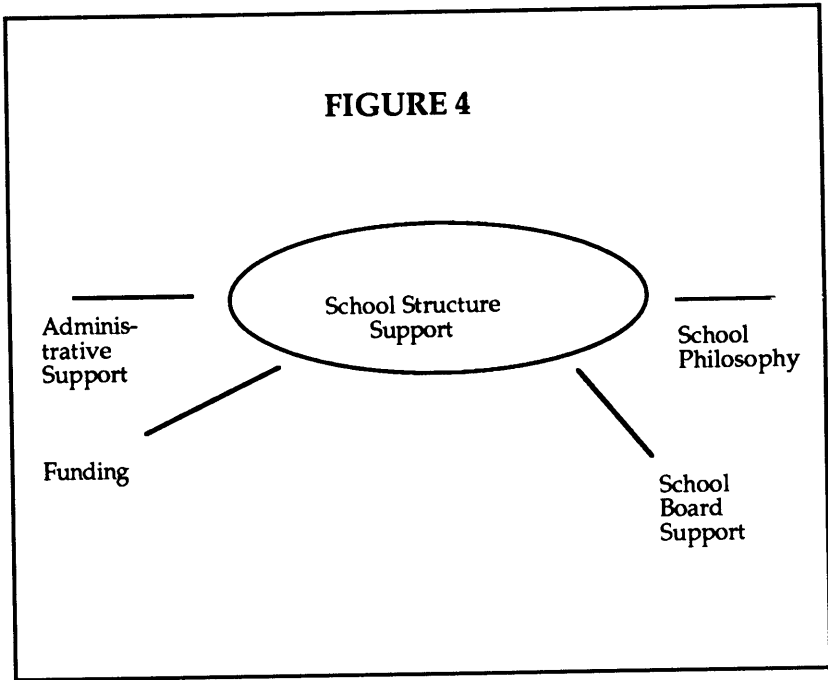 FIGURE 4
School Structure
Support
Adminis-
trative
Support
School
Philosophy
Funding
School
Board
Support